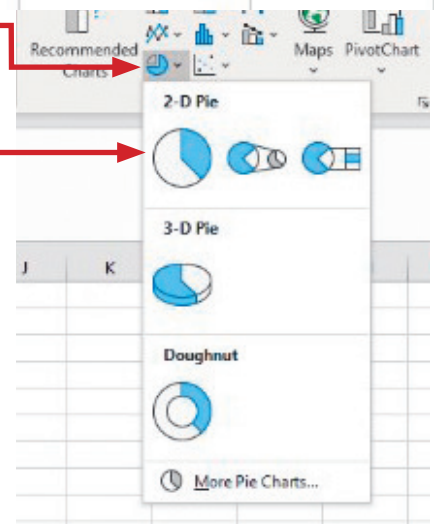 Recommended
Charts
Maps
PivotChart
2-D Pie
J
K
3-D Pie
Doughnut
More Pie Charts...